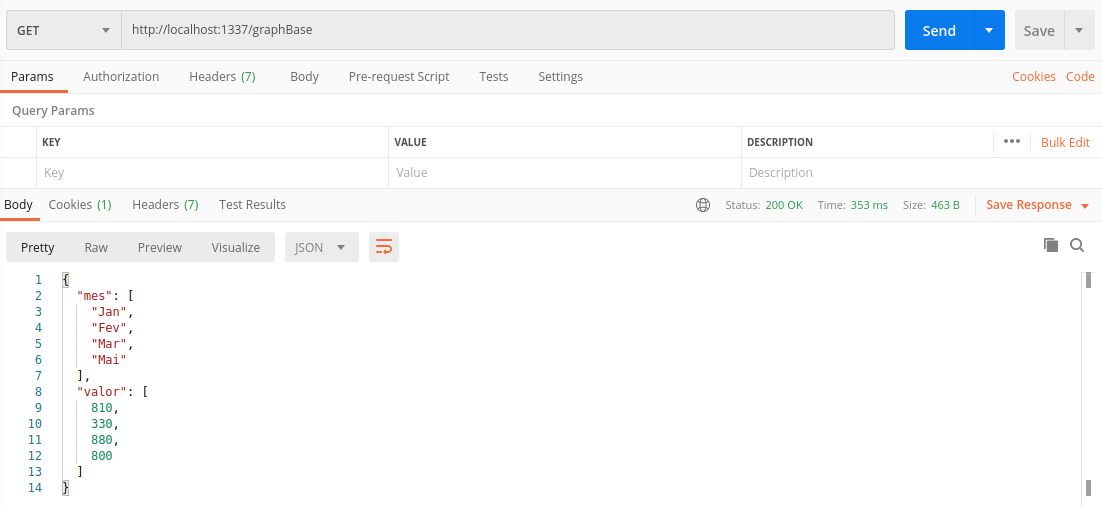 GET http://localhost:1337/graphBase Send Save
Params Authorization Headers (7) Body Pre-request Script Tests Settings Cookies Code
Query Params
KEY VALUE DESCRIPTION ••• Bulk Edit
Key Value Description
Body Cookies (1) Headers (7) Test Results Status: 200 OK Time: 353 ms Size: 463 B Save Response
Pretty Raw Preview Visualize JSON
1 {
2 "mes": [
3 "Jan",
4 "Fev",
5 "Mar",
6 "Mai"
7 ],
8 "valor": [
9 810,
10 330,
11 880,
12 800
13 ]
14 }